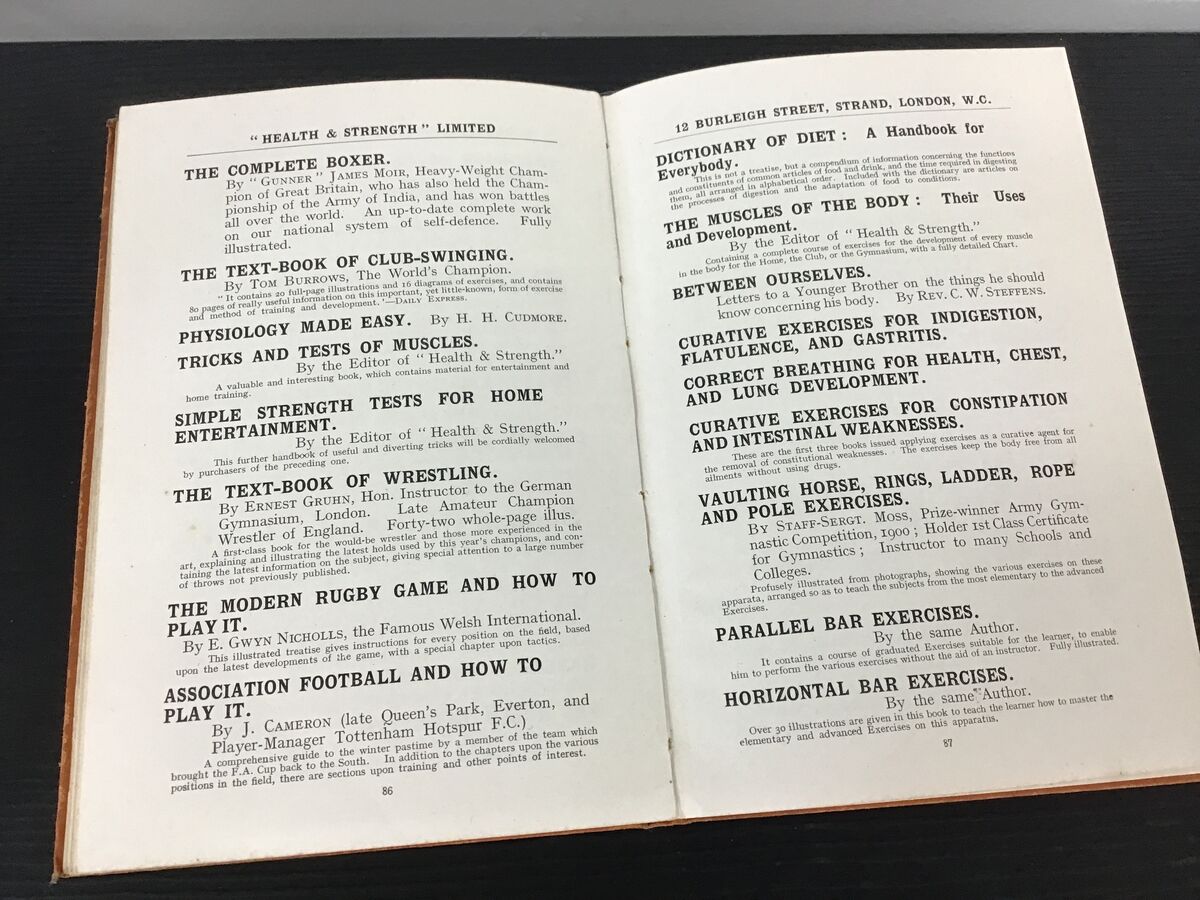 "HEALTH & STRENGTH" LIMITED
THE COMPLETE BOXER.
By "GUNNER" JAMES MOIR, Heavy-Weight Cham-
pion of Great Britain, who has also held the Cham-
pionship of the Army of India, and has won battles
all over the world. An up-to-date complete work
on our national system of self-defence. Fully
illustrated.
THE TEXT-BOOK OF CLUB-SWINGING.
By TOM BURROWS, The World's Champion.
"It contains 20 full-page illustrations and 16 diagrams of exercises, and contains
80 pages of really useful information on this important, yet little-known, form of exercise
and method of training and development.'—DAILY EXPRESS.
PHYSIOLOGY MADE EASY. By H. H. CUDMORE.
TRICKS AND TESTS OF MUSCLES.
By the Editor of "Health & Strength."
A valuable and interesting book, which contains material for entertainment and
home training.
SIMPLE STRENGTH TESTS FOR HOME
ENTERTAINMENT.
By the Editor of "Health & Strength."
This further handbook of useful and diverting tricks will be cordially welcomed
by purchasers of the preceding one.
THE TEXT-BOOK OF WRESTLING.
By ERNEST GRUHN, Hon. Instructor to the German
Gymnasium, London. Late Amateur Champion
Wrestler of England. Forty-two whole-page illus.
A first-class book for the would-be wrestler and those more experienced in the
art, explaining and illustrating the latest holds used by this year's champions, and con-
taining the latest information on the subject, giving special attention to a large number
of throws not previously published.
THE MODERN RUGBY GAME AND HOW TO
PLAY IT.
By E. GWYN NICHOLLS, the Famous Welsh International.
This illustrated treatise gives instructions for every position on the field, based
upon the latest developments of the game, with a special chapter upon tactics.
ASSOCIATION FOOTBALL AND HOW TO
PLAY IT.
By J. CAMERON (late Queen's Park, Everton, and
Player-Manager Tottenham Hotspur F.C.)
A comprehensive guide to the winter pastime by a member of the team which
brought the F.A. Cup back to the South. In addition to the chapters upon the various
positions in the field, there are sections upon training and other points of interest.
86
12 BURLEIGH STREET, STRAND, LONDON, W.C.
DICTIONARY OF DIET: A Handbook for
Everybody.
This is not a treatise, but a compendium of information concerning the functions
and constituents of common articles of food and drink, and the time required in digesting
them, all arranged in alphabetical order. Included with the dictionary are articles on
the processes of digestion and the adaptation of food to conditions.
THE MUSCLES OF THE BODY: Their Uses
and Development.
By the Editor of "Health & Strength."
Containing a complete course of exercises for the development of every muscle
in the body for the Home, the Club, or the Gymnasium, with a fully detailed Chart.
BETWEEN OURSELVES.
Letters to a Younger Brother on the things he should
know concerning his body. By REV. C. W. STEFFENS.
CURATIVE EXERCISES FOR INDIGESTION,
FLATULENCE, AND GASTRITIS.
CORRECT BREATHING FOR HEALTH, CHEST,
AND LUNG DEVELOPMENT.
CURATIVE EXERCISES FOR CONSTIPATION
AND INTESTINAL WEAKNESSES.
These are the first three books issued applying exercises as a curative agent for
the removal of constitutional weaknesses. The exercises keep the body free from all
ailments without using drugs.
VAULTING HORSE, RINGS, LADDER, ROPE
AND POLE EXERCISES.
BY STAFF-SERGT. MOSS, Prize-winner Army Gym-
nastic Competition, 1900; Holder 1st Class Certificate
for Gymnastics; Instructor to many Schools and
Colleges.
Profusely illustrated from photographs, showing the various exercises on these
apparata, arranged so as to teach the subjects from the most elementary to the advanced
Exercises.
PARALLEL BAR EXERCISES.
By the same Author.
It contains a course of graduated Exercises suitable for the learner, to enable
him to perform the various exercises without the aid of an instructor. Fully illustrated.
HORIZONTAL BAR EXERCISES.
By the same Author.
Over 30 illustrations are given in this book to teach the learner how to master the
elementary and advanced Exercises on this apparatus.
87